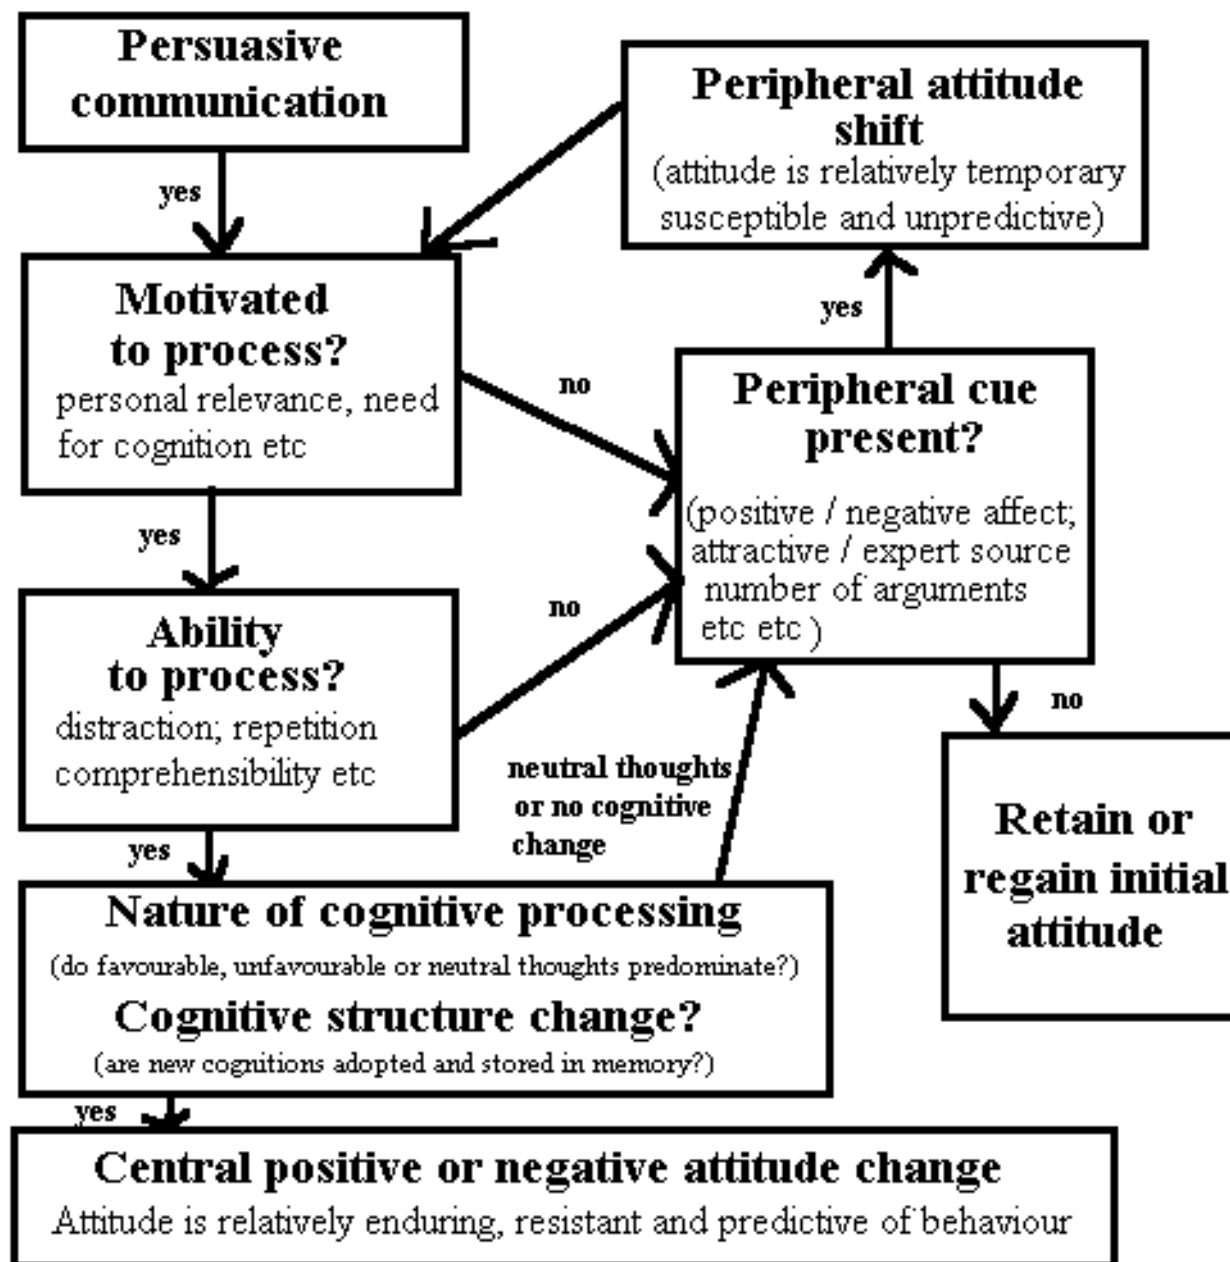 Persuasive
communication
yes
Peripheral attitude
shift
(attitude is relatively temporary
susceptible and unpredictive)
yes
Motivated
to process?
personal relevance, need
for cognition etc
no
Peripheral cue
present?
(positive / negative affect;
attractive / expert source
number of arguments
etc etc )
yes
no
Ability
to process?
distraction; repetition
comprehensibility etc
no
neutral thoughts
or no cognitive
change
Retain or
regain initial
attitude
yes
Nature of cognitive processing
(do favourable, unfavourable or neutral thoughts predominate?)
Cognitive structure change?
(are new cognitions adopted and stored in memory?)
yes
Central positive or negative attitude change
Attitude is relatively enduring, resistant and predictive of behaviour